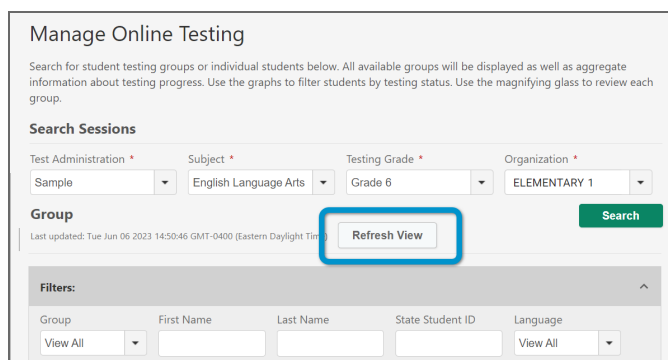 Manage Online Testing
Search for student testing groups or individual students below. All available groups will be displayed as well as aggregate
information about testing progress. Use the graphs to filter students by testing status. Use the magnifying glass to review each
group.
Search Sessions
Test Administration * Subject * Testing Grade * Organization *
Sample English Language Arts Grade 6 ELEMENTARY 1
Group Search
Last updated: Tue Jun 06 2023 14:50:46 GMT-0400 (Eastern Daylight Time) Refresh View
Filters:
Group First Name Last Name State Student ID Language
View All View All